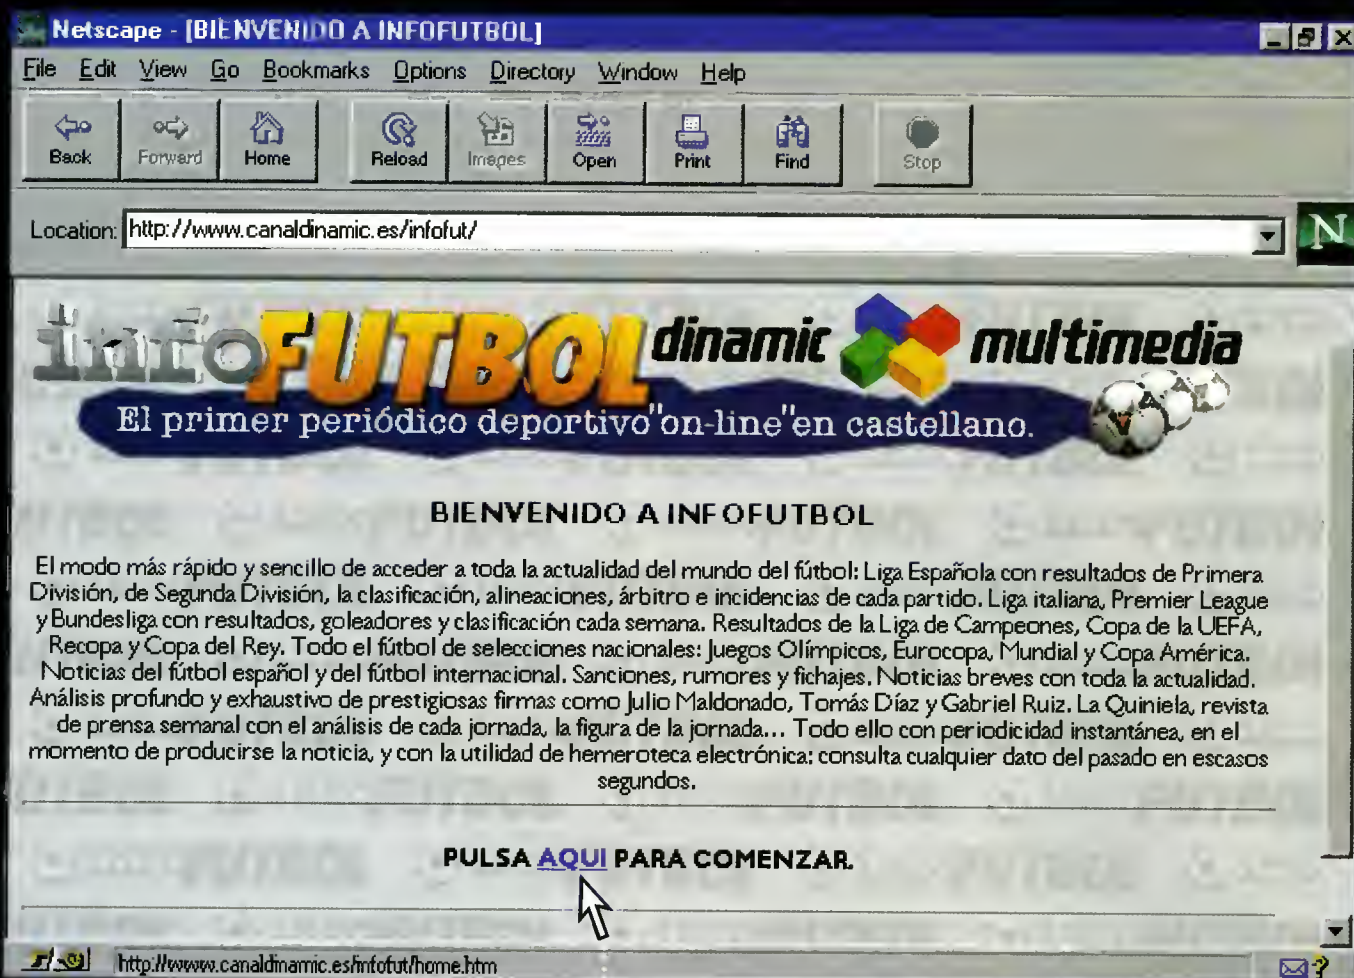 Netscape - [BIENVENIDO A INFOFUTBOL]
File Edit View Go Bookmarks Options Directory Window Help
Back Forward Home Reload Images Open Print Find Stop
Location: http://www.canaldinamic.es/infofut/
N
infoFUTBOL dinamic multimedia
El primer periódico deportivo"on-line"en castellano.
BIENVENIDO A INFOFUTBOL
El modo más rápido y sencillo de acceder a toda la actualidad del mundo del fútbol: Liga Española con resultados de Primera
División, de Segunda División, la clasificación, alineaciones, árbitro e incidencias de cada partido. Liga italiana, Premier League
y Bundesliga con resultados, goleadores y clasificación cada semana. Resultados de la Liga de Campeones, Copa de la UEFA,
Recopa y Copa del Rey. Todo el fútbol de selecciones nacionales: Juegos Olímpicos, Eurocopa, Mundial y Copa América.
Noticias del fútbol español y del fútbol internacional. Sanciones, rumores y fichajes. Noticias breves con toda la actualidad.
Análisis profundo y exhaustivo de prestigiosas firmas como Julio Maldonado, Tomás Díaz y Gabriel Ruiz. La Quiniela, revista
de prensa semanal con el análisis de cada jornada, la figura de la jornada... Todo ello con periodicidad instantánea, en el
momento de producirse la noticia, y con la utilidad de hemeroteca electrónica: consulta cualquier dato del pasado en escasos
segundos.
PULSA AQUI PARA COMENZAR.
http://www.canaldinamic.es/infofut/home.htm